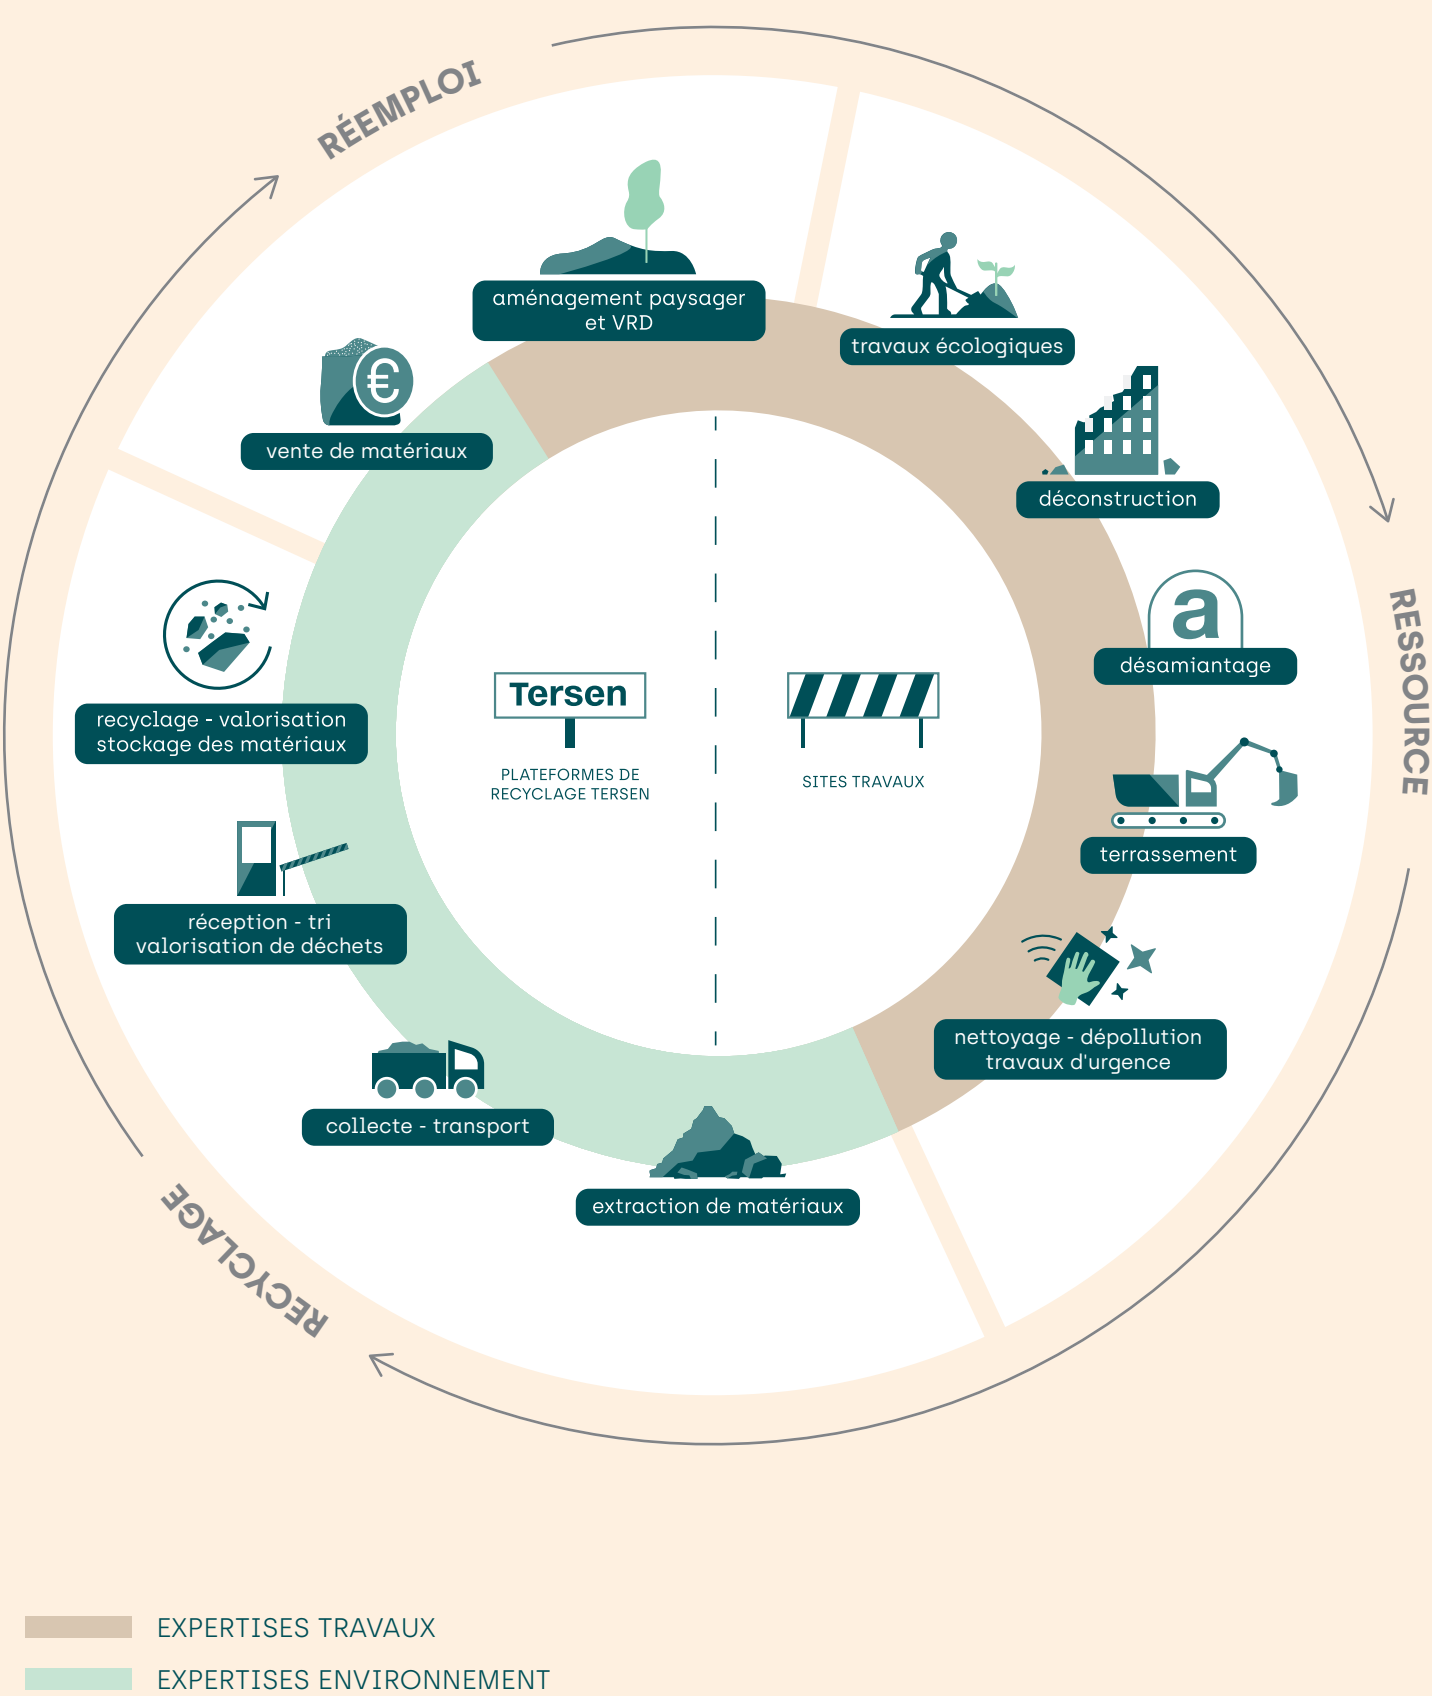 RÉEMPLOI
aménagement paysager
et VRD
travaux écologiques
€
vente de matériaux
déconstruction
a
désamiantage
RESSOURCE
recyclage - valorisation
stockage des matériaux
Tersen
PLATEFORMES DE
RECYCLAGE TERSEN
SITES TRAVAUX
terrassement
réception - tri
valorisation de déchets
nettoyage - dépollution
travaux d'urgence
collecte - transport
extraction de matériaux
RECYCLAGE
EXPERTISES TRAVAUX
EXPERTISES ENVIRONNEMENT